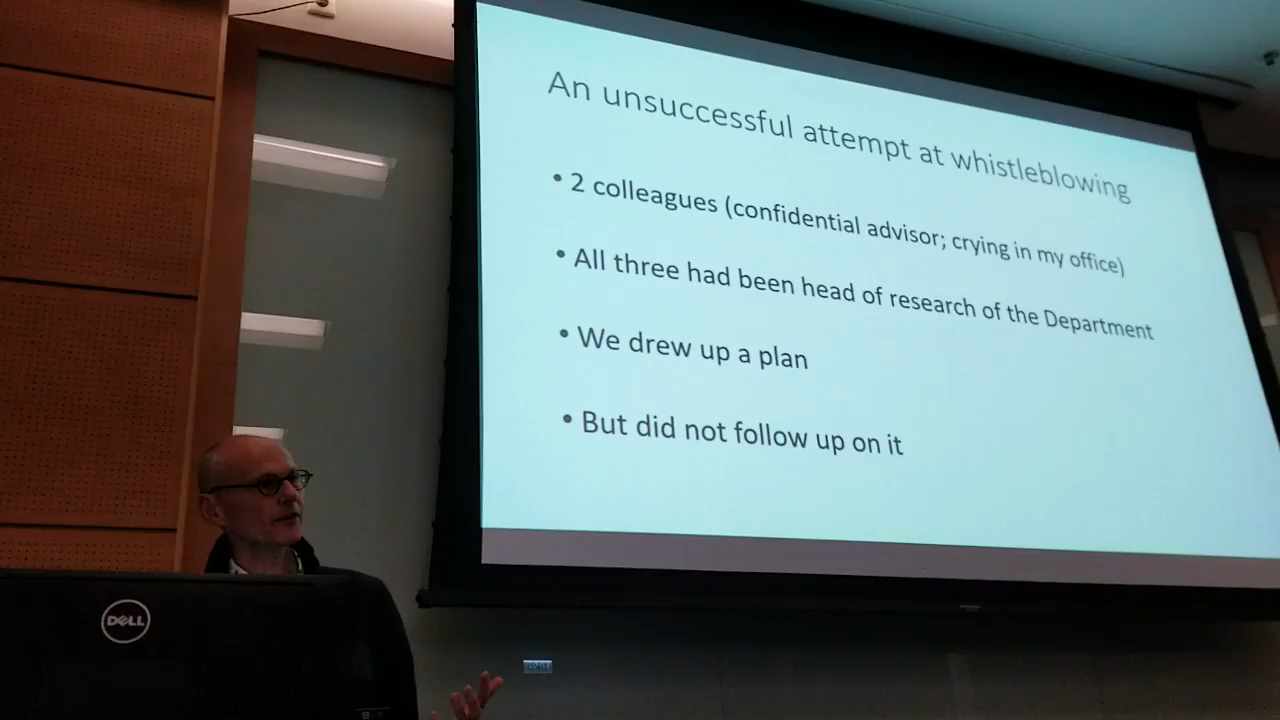 An unsuccessful attempt at whistleblowing
• 2 colleagues (confidential advisor; crying in my office)
• All three had been head of research of the Department
• We drew up a plan
• But did not follow up on it
DELL